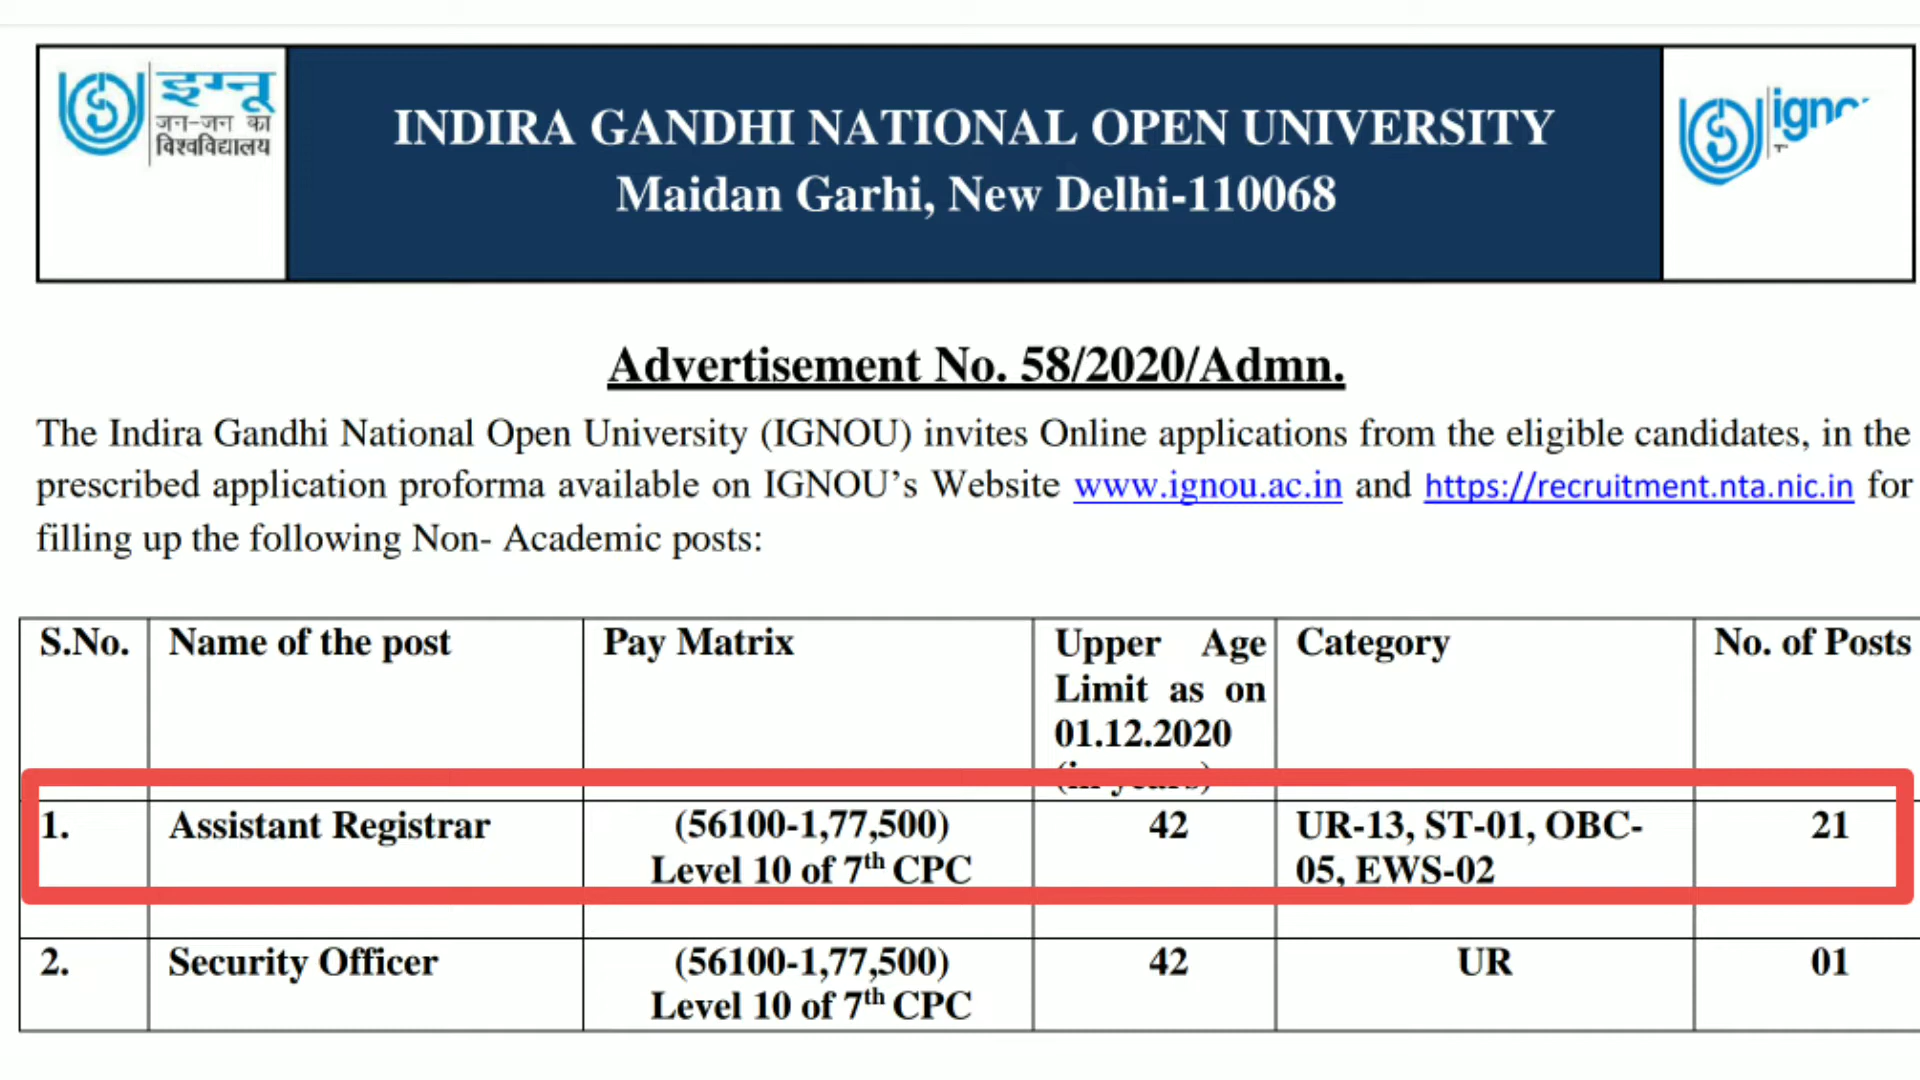 इग्नू
जन-जन का
विश्वविद्यालय
INDIRA GANDHI NATIONAL OPEN UNIVERSITY
Maidan Garhi, New Delhi-110068
Advertisement No. 58/2020/Admn.
The Indira Gandhi National Open University (IGNOU) invites Online applications from the eligible candidates, in the
prescribed application proforma available on IGNOU’s Website www.ignou.ac.in and https://recruitment.nta.nic.in for
filling up the following Non- Academic posts:
S.No. Name of the post Pay Matrix Upper Age Category No. of Posts
Limit as on
01.12.2020
(in years)
1. Assistant Registrar (56100-1,77,500) 42 UR-13, ST-01, OBC- 21
Level 10 of 7th CPC 05, EWS-02
2. Security Officer (56100-1,77,500) 42 UR 01
Level 10 of 7th CPC